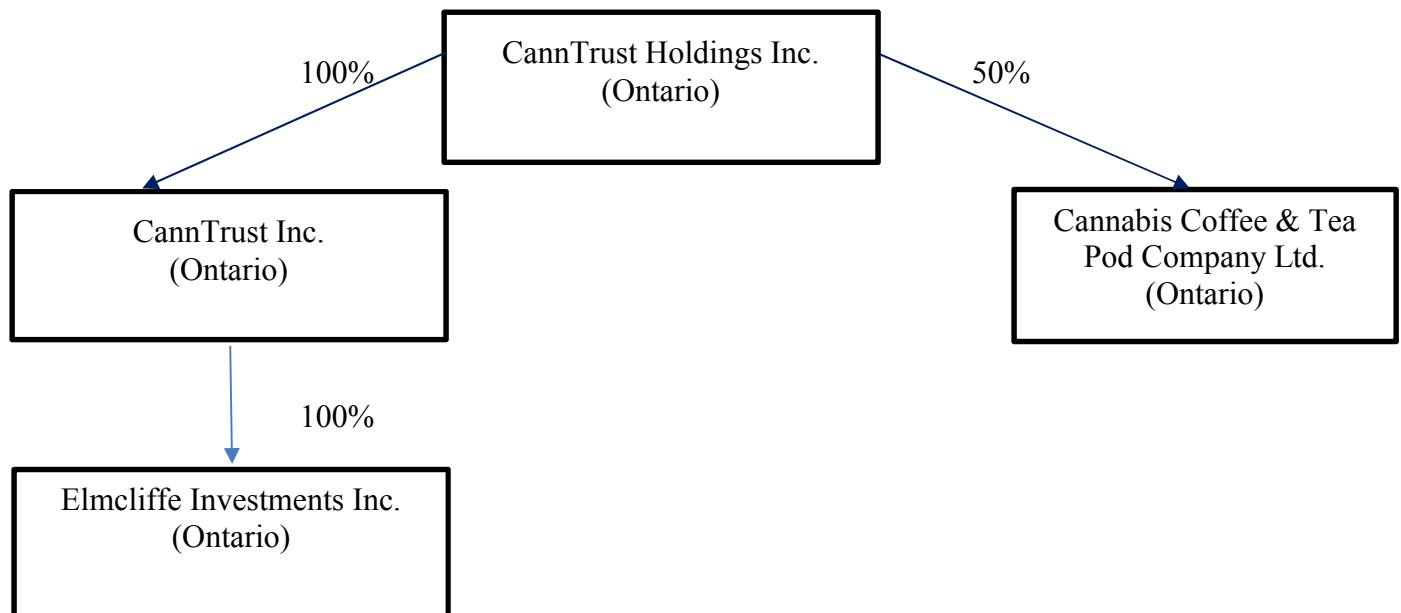 CannTrust Holdings Inc.
(Ontario)
100%
50%
CannTrust Inc.
(Ontario)
Cannabis Coffee & Tea
Pod Company Ltd.
(Ontario)
100%
Elmcliffe Investments Inc.
(Ontario)